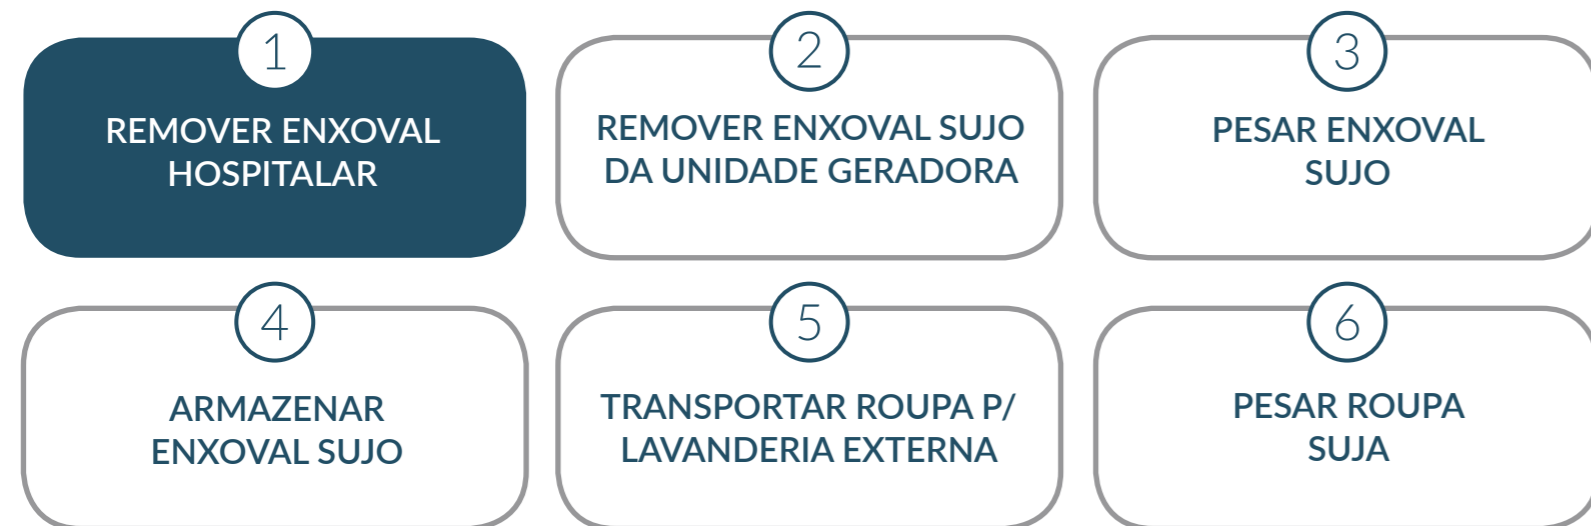 1
REMOVER ENXOVAL
HOSPITALAR
2
REMOVER ENXOVAL SUJO
DA UNIDADE GERADORA
3
PESAR ENXOVAL
SUJO
4
ARMAZENAR
ENXOVAL SUJO
5
TRANSPORTAR ROUPA P/
LAVANDERIA EXTERNA
6
PESAR ROUPA
SUJA